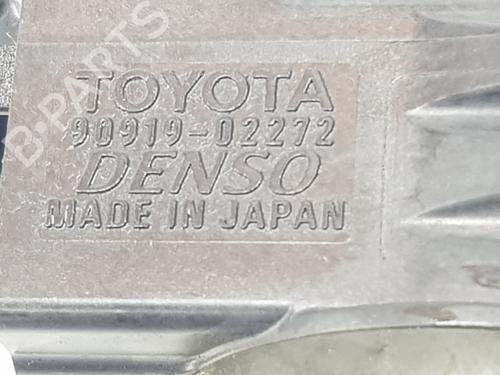 B-PARTS
TOYOTA
90919-02272
DENSO
MADE IN JAPAN